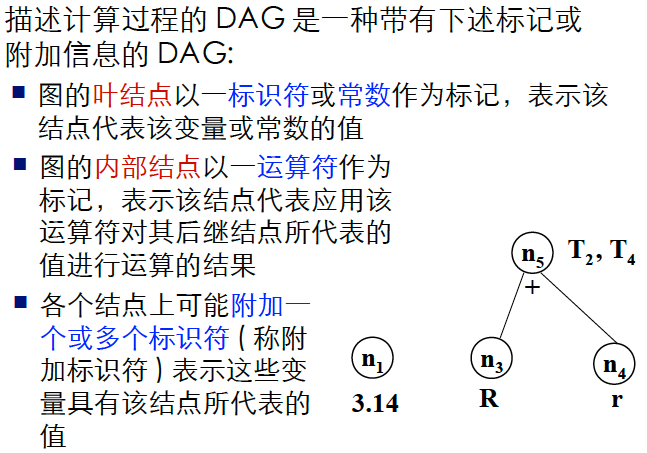 描述计算过程的 DAG 是一种带有下述标记或
附加信息的 DAG:
■ 图的叶结点以一标识符或常数作为标记，表示该
结点代表该变量或常数的值
■ 图的内部结点以一运算符作为
标记，表示该结点代表应用该
运算符对其后继结点所代表的
值进行运算的结果
■ 各个结点上可能附加一
个或多个标识符 ( 称附
加标识符 ) 表示这些变
量具有该结点所代表的
值
n5 T2, T4
+
n1 n3 n4
3.14 R r